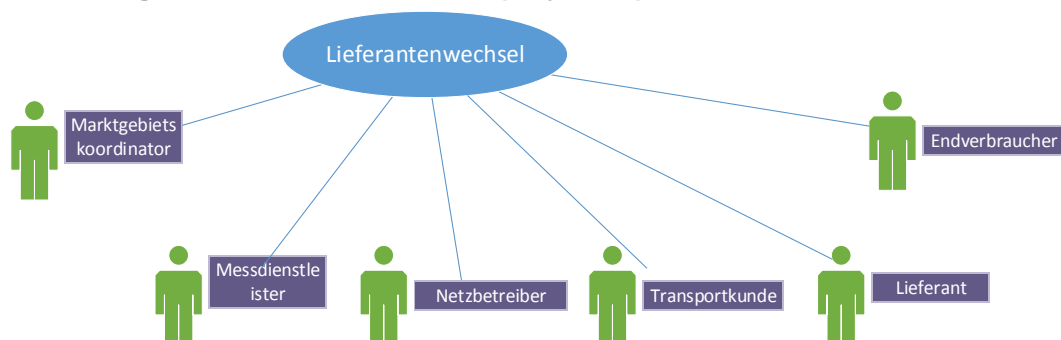 Lieferantenwechsel
Marktgebiets
koordinator
Endverbraucher
Messdienstle
ister
Netzbetreiber
Transportkunde
Lieferant